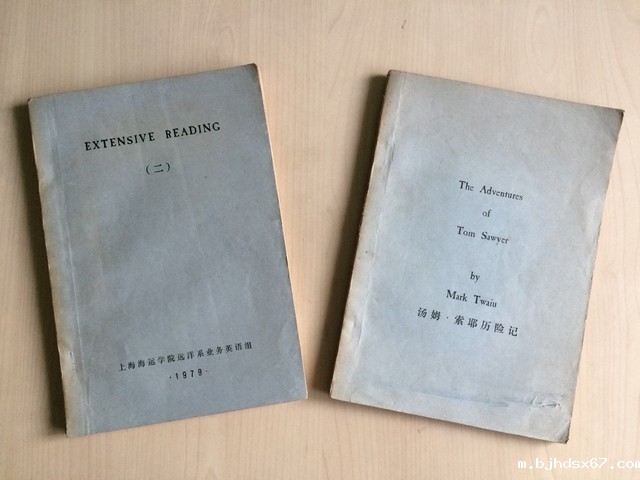 EXTENSIVE READING
(二)
上海海运学院远洋系业务英语组
·1979·
The Adventures
of
Tom Sawyer
by
Mark Twain
汤姆·索耶历险记
m.bjhdsx67.com